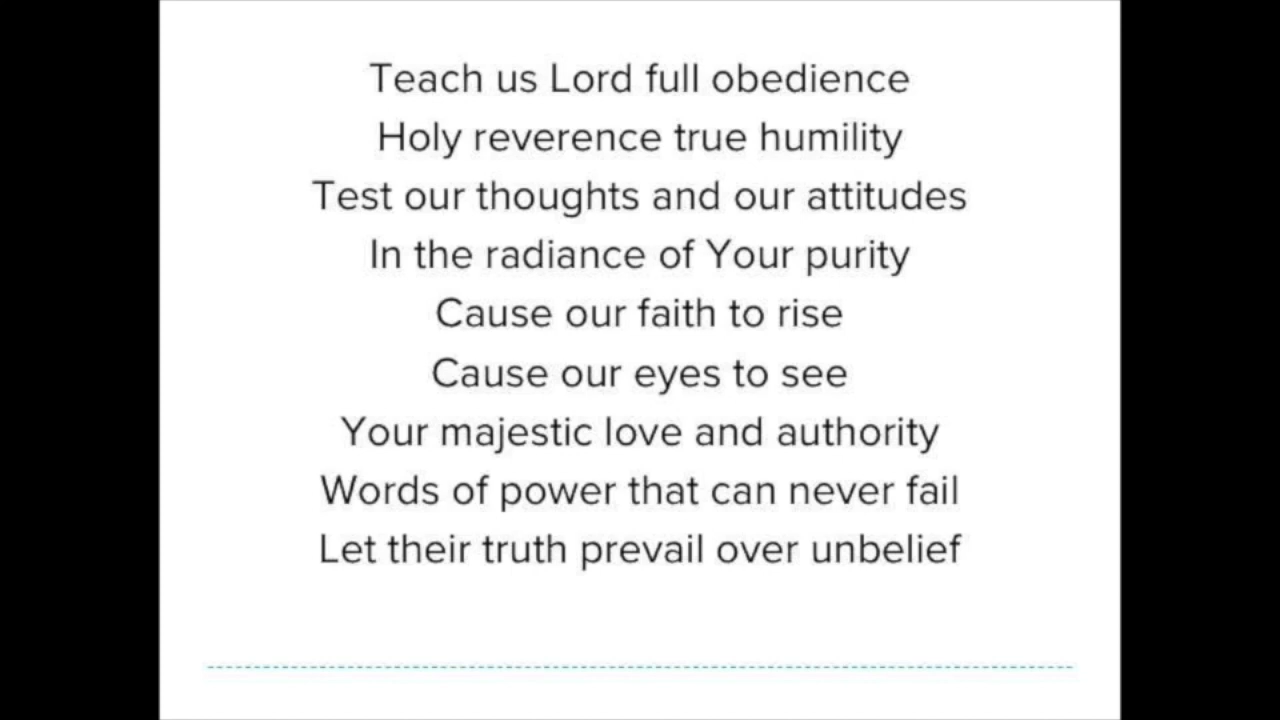 Teach us Lord full obedience
Holy reverence true humility
Test our thoughts and our attitudes
In the radiance of Your purity
Cause our faith to rise
Cause our eyes to see
Your majestic love and authority
Words of power that can never fail
Let their truth prevail over unbelief